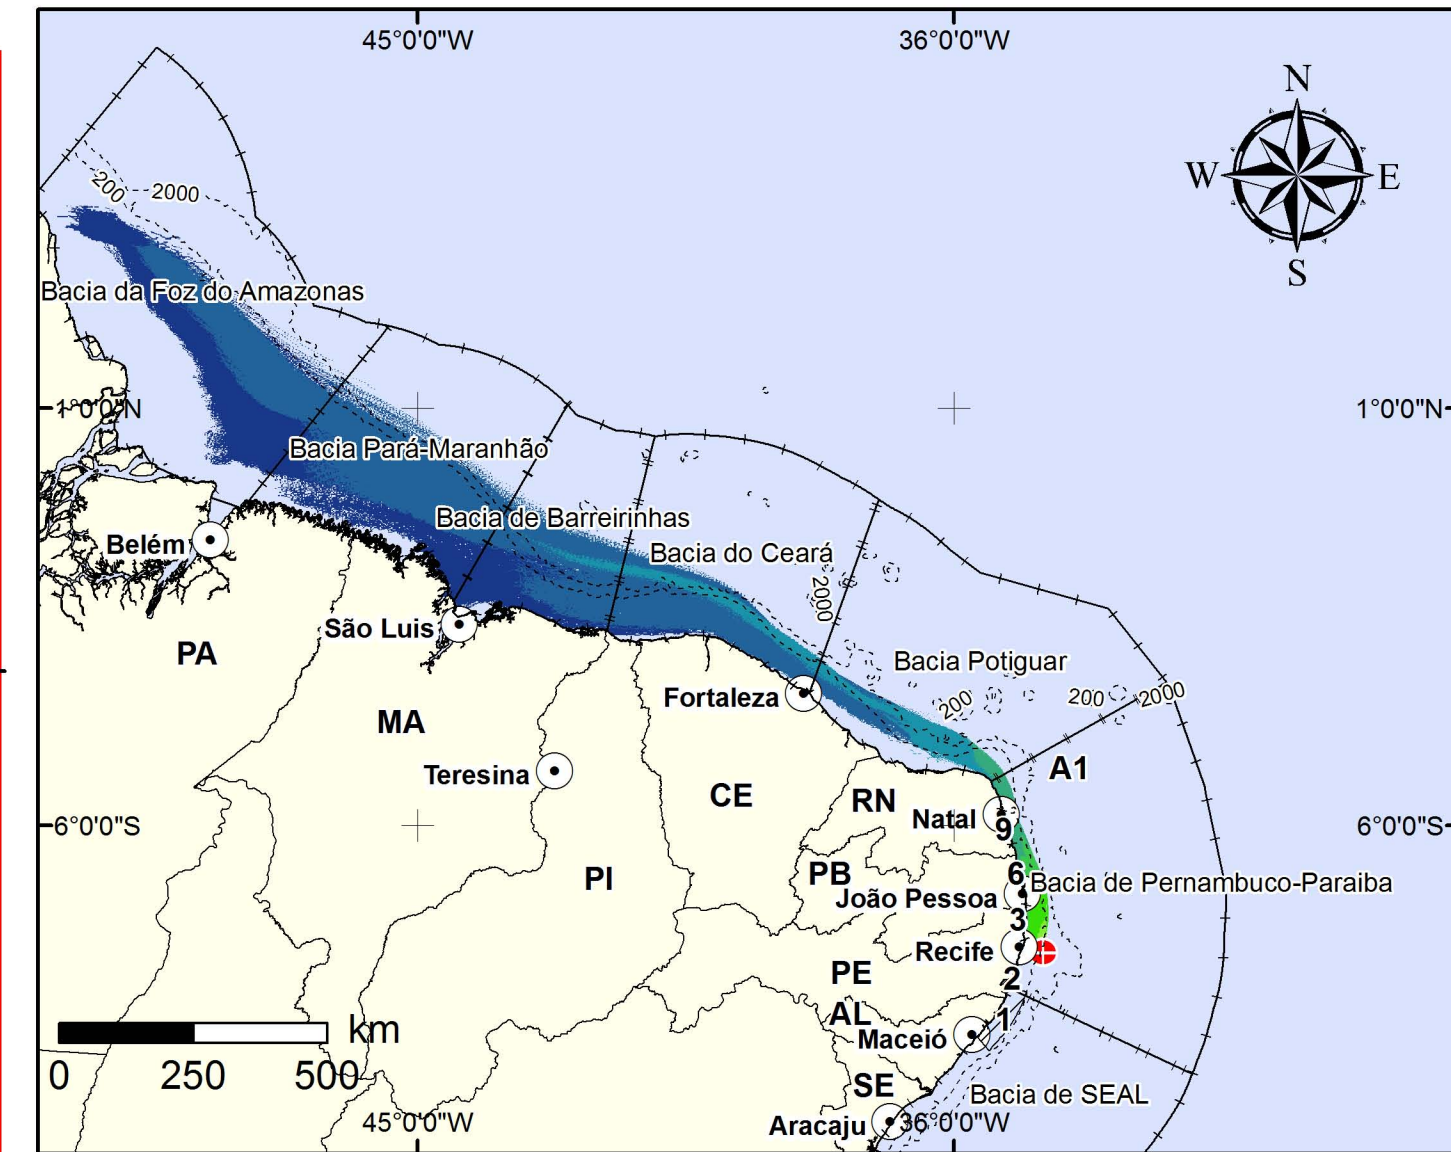 45°0'0"W
36°0'0"W
N
W
E
S
200
2000
Bacia da Foz do Amazonas
1°0'0"N
1°0'0"N
Bacia Pará-Maranhão
Bacia de Barreirinhas
Belém
Bacia do Ceará
2000
São Luis
PA
Bacia Potiguar
Fortaleza
200
200
2000
MA
Teresina
A1
CE
RN
Natal
9
6°0'0"S
6°0'0"S
PI
PB
6
Bacia de Pernambuco-Paraiba
João Pessoa
3
Recife
PE
2
AL
1
Maceió
km
0
250
500
SE
Bacia de SEAL
45°0'0"W
36°0'0"W
Aracaju